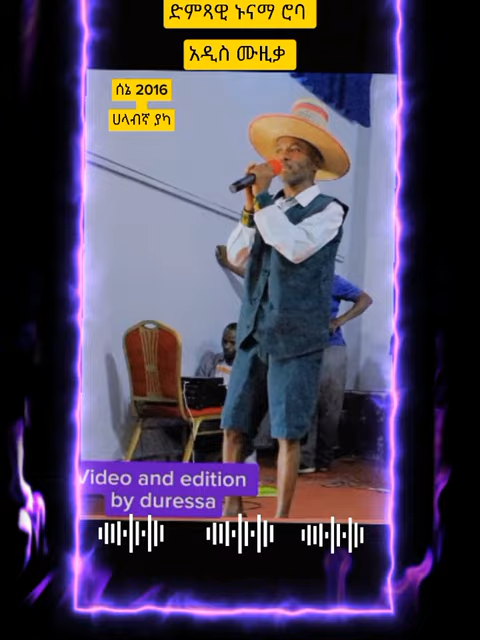 ድምጻዊ ኑናማ ሮባ
አዲስ ሙዚቃ
ሰኔ 2016
ሀላብኛ ያካ
Video and edition
by duressa